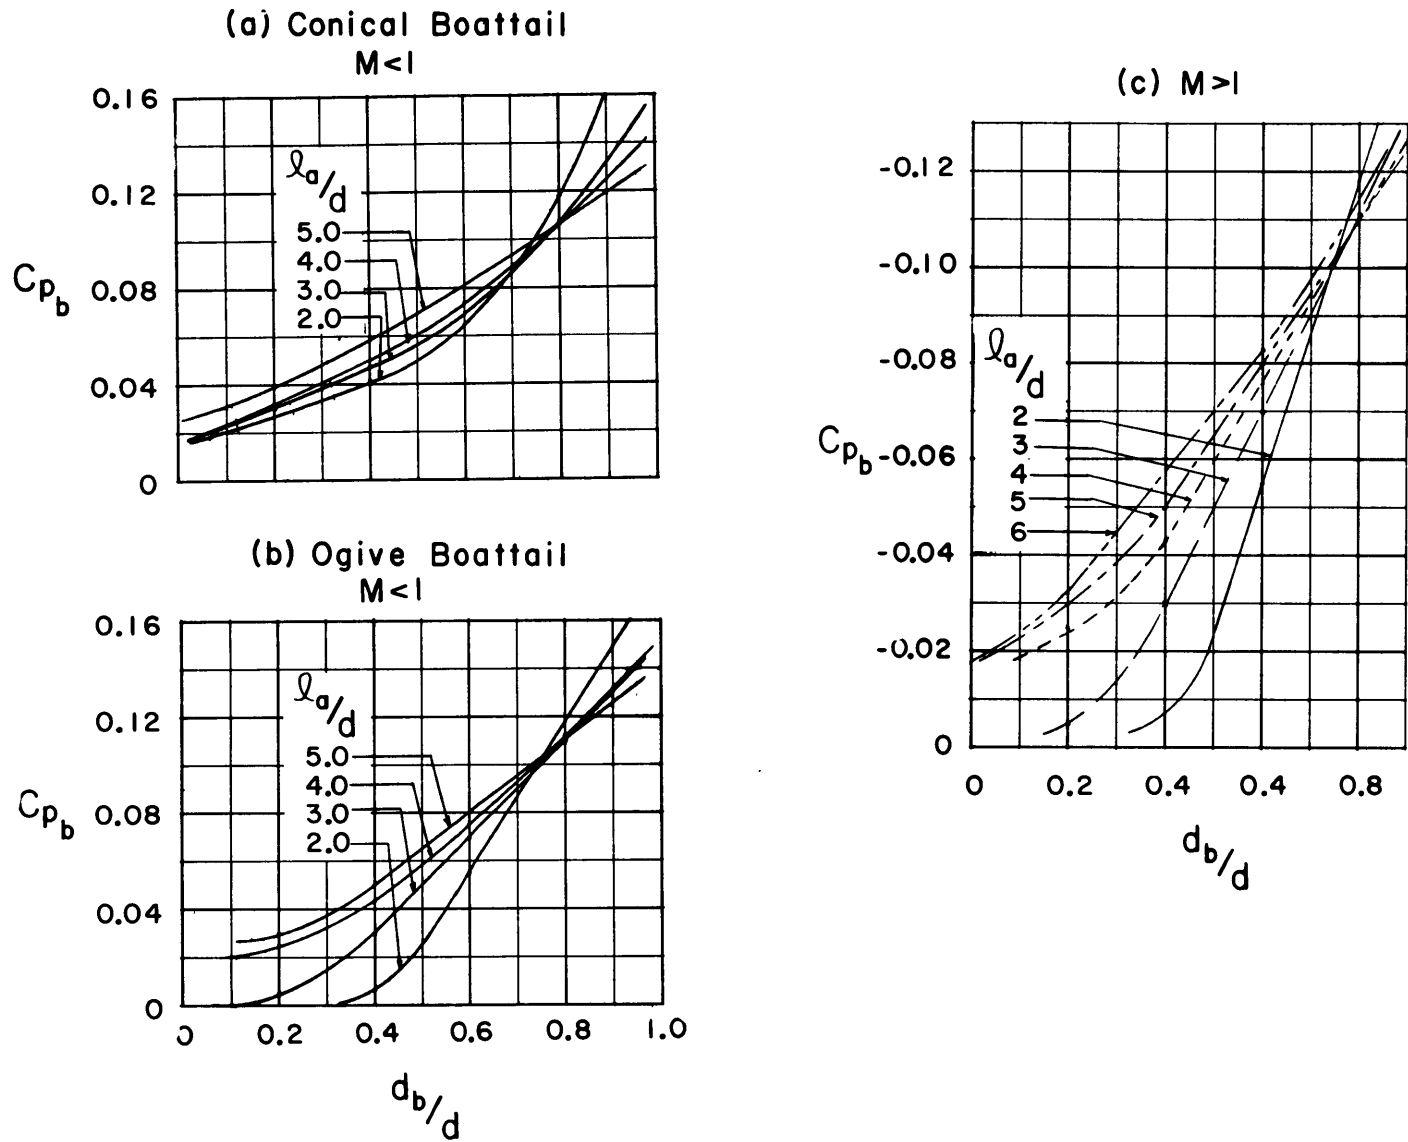 (a) Conical Boattail
M<1
0.16
0.12
0.08
0.04
0
Cpb
ℓa/d
5.0
4.0
3.0
2.0
(b) Ogive Boattail
M<1
0.16
0.12
0.08
0.04
0
Cpb
ℓa/d
5.0
4.0
3.0
2.0
0 0.2 0.4 0.6 0.8 1.0
db/d
(c) M>1
-0.12
-0.10
-0.08
-0.06
-0.04
-0.02
0
Cpb
ℓa/d
2
3
4
5
6
0 0.2 0.4 0.4 0.8
db/d